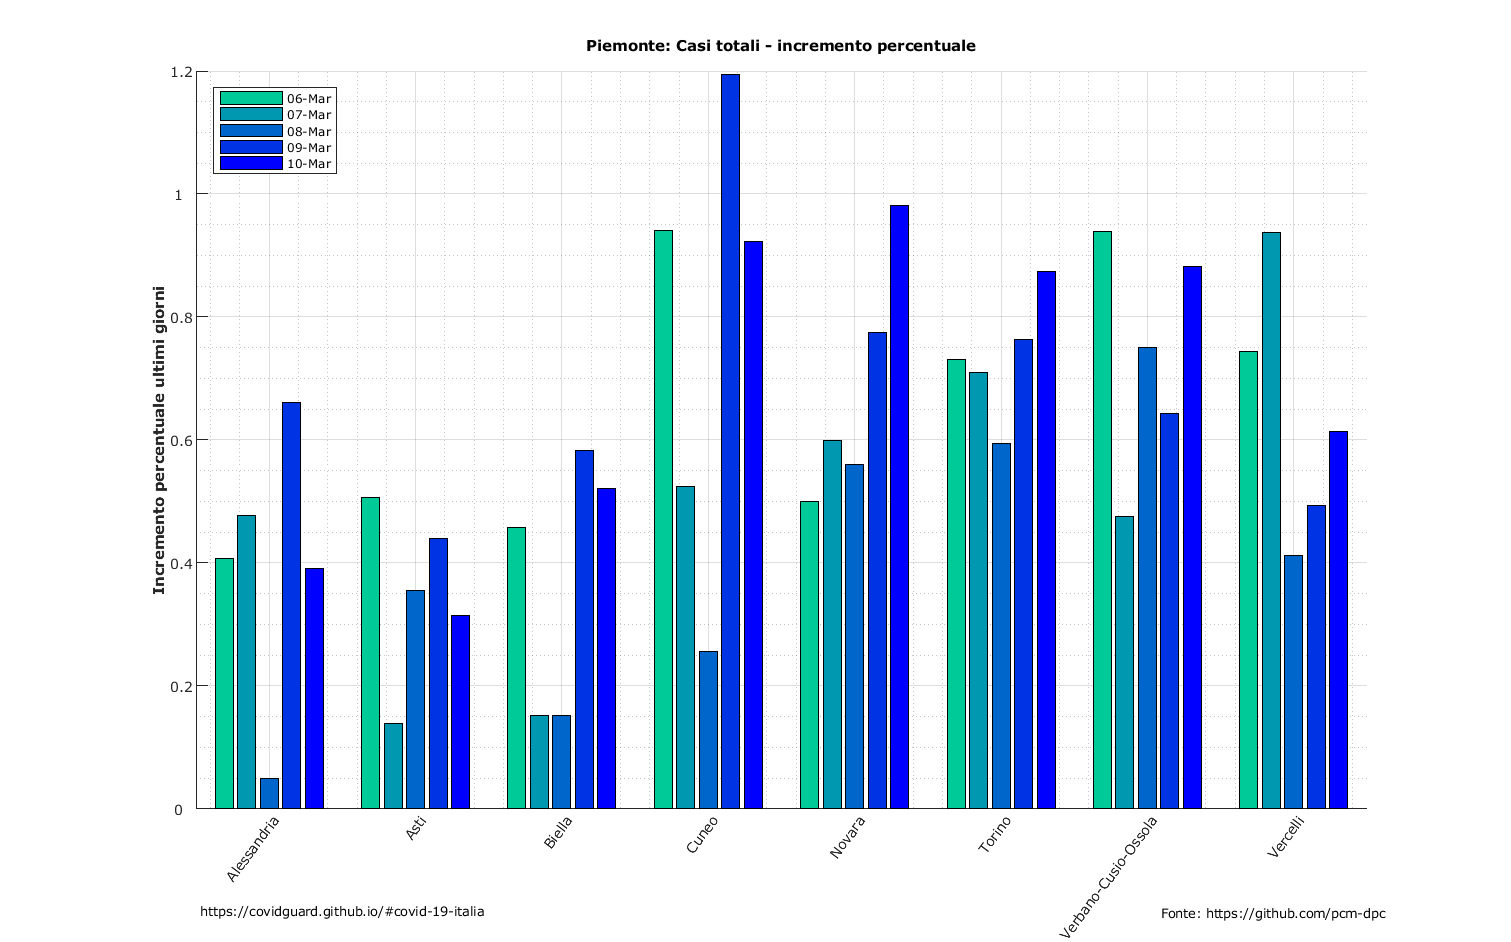 Piemonte: Casi totali - incremento percentuale
06-Mar
07-Mar
08-Mar
09-Mar
10-Mar
Incremento percentuale ultimi giorni
1.2
1
0.8
0.6
0.4
0.2
0
Alessandria
Asti
Biella
Cuneo
Novara
Torino
Verbano-Cusio-Ossola
Vercelli
https://covidguard.github.io/#covid-19-italia
Fonte: https://github.com/pcm-dpc